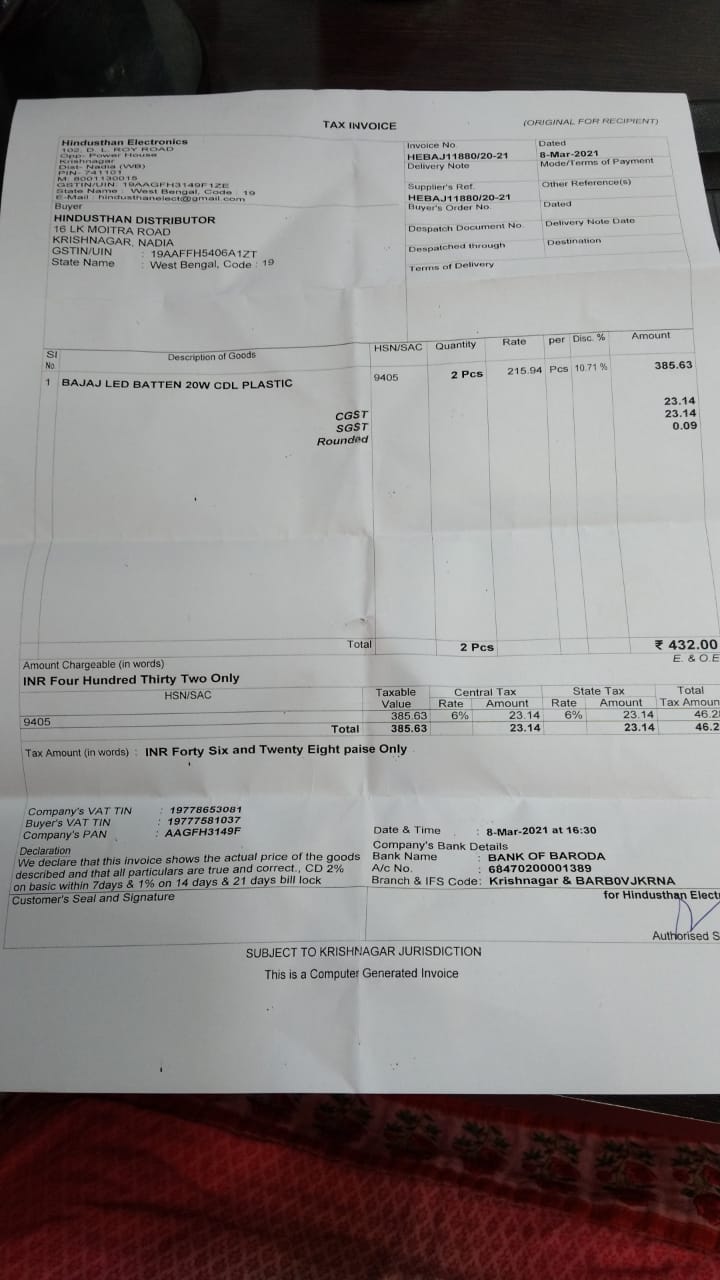 TAX INVOICE
(ORIGINAL FOR RECIPIENT)
Hindusthan Electronics
102, D. L. ROY ROAD
Opp- Power House
Krishnagar
Dist- Nadia (WB)
PIN- 741101
M: 8001130015
GSTIN/UIN: 19AAGFH3149F1ZE
State Name : West Bengal, Code : 19
E-Mail : hindusthanelect@gmail.com
Buyer
HINDUSTHAN DISTRIBUTOR
16 LK MOITRA ROAD
KRISHNAGAR, NADIA
GSTIN/UIN : 19AAFFH5406A1ZT
State Name : West Bengal, Code : 19
Invoice No. Dated
HEBAJ11880/20-21 8-Mar-2021
Delivery Note Mode/Terms of Payment
Supplier's Ref. Other Reference(s)
HEBAJ11880/20-21
Buyer's Order No. Dated
Despatch Document No. Delivery Note Date
Despatched through Destination
Terms of Delivery
Sl No. Description of Goods HSN/SAC Quantity Rate per Disc. % Amount
1 BAJAJ LED BATTEN 20W CDL PLASTIC 9405 2 Pcs 215.94 Pcs 10.71 % 385.63
CGST 23.14
SGST 23.14
Rounded 0.09
Total 2 Pcs ₹ 432.00
Amount Chargeable (in words) E. & O.E
INR Four Hundred Thirty Two Only
HSN/SAC Taxable Central Tax State Tax Total
Value Rate Amount Rate Amount Tax Amoun
9405 385.63 6% 23.14 6% 23.14 46.2
Total 385.63 23.14 23.14 46.2
Tax Amount (in words) : INR Forty Six and Twenty Eight paise Only
Company's VAT TIN : 19778653081
Buyer's VAT TIN : 19777581037
Company's PAN : AAGFH3149F
Declaration
We declare that this invoice shows the actual price of the goods
described and that all particulars are true and correct., CD 2%
on basic within 7days & 1% on 14 days & 21 days bill lock
Date & Time : 8-Mar-2021 at 16:30
Company's Bank Details
Bank Name : BANK OF BARODA
A/c No. : 68470200001389
Branch & IFS Code: Krishnagar & BARB0VJKRNA
Customer's Seal and Signature
for Hindusthan Elect
Authorised S
SUBJECT TO KRISHNAGAR JURISDICTION
This is a Computer Generated Invoice